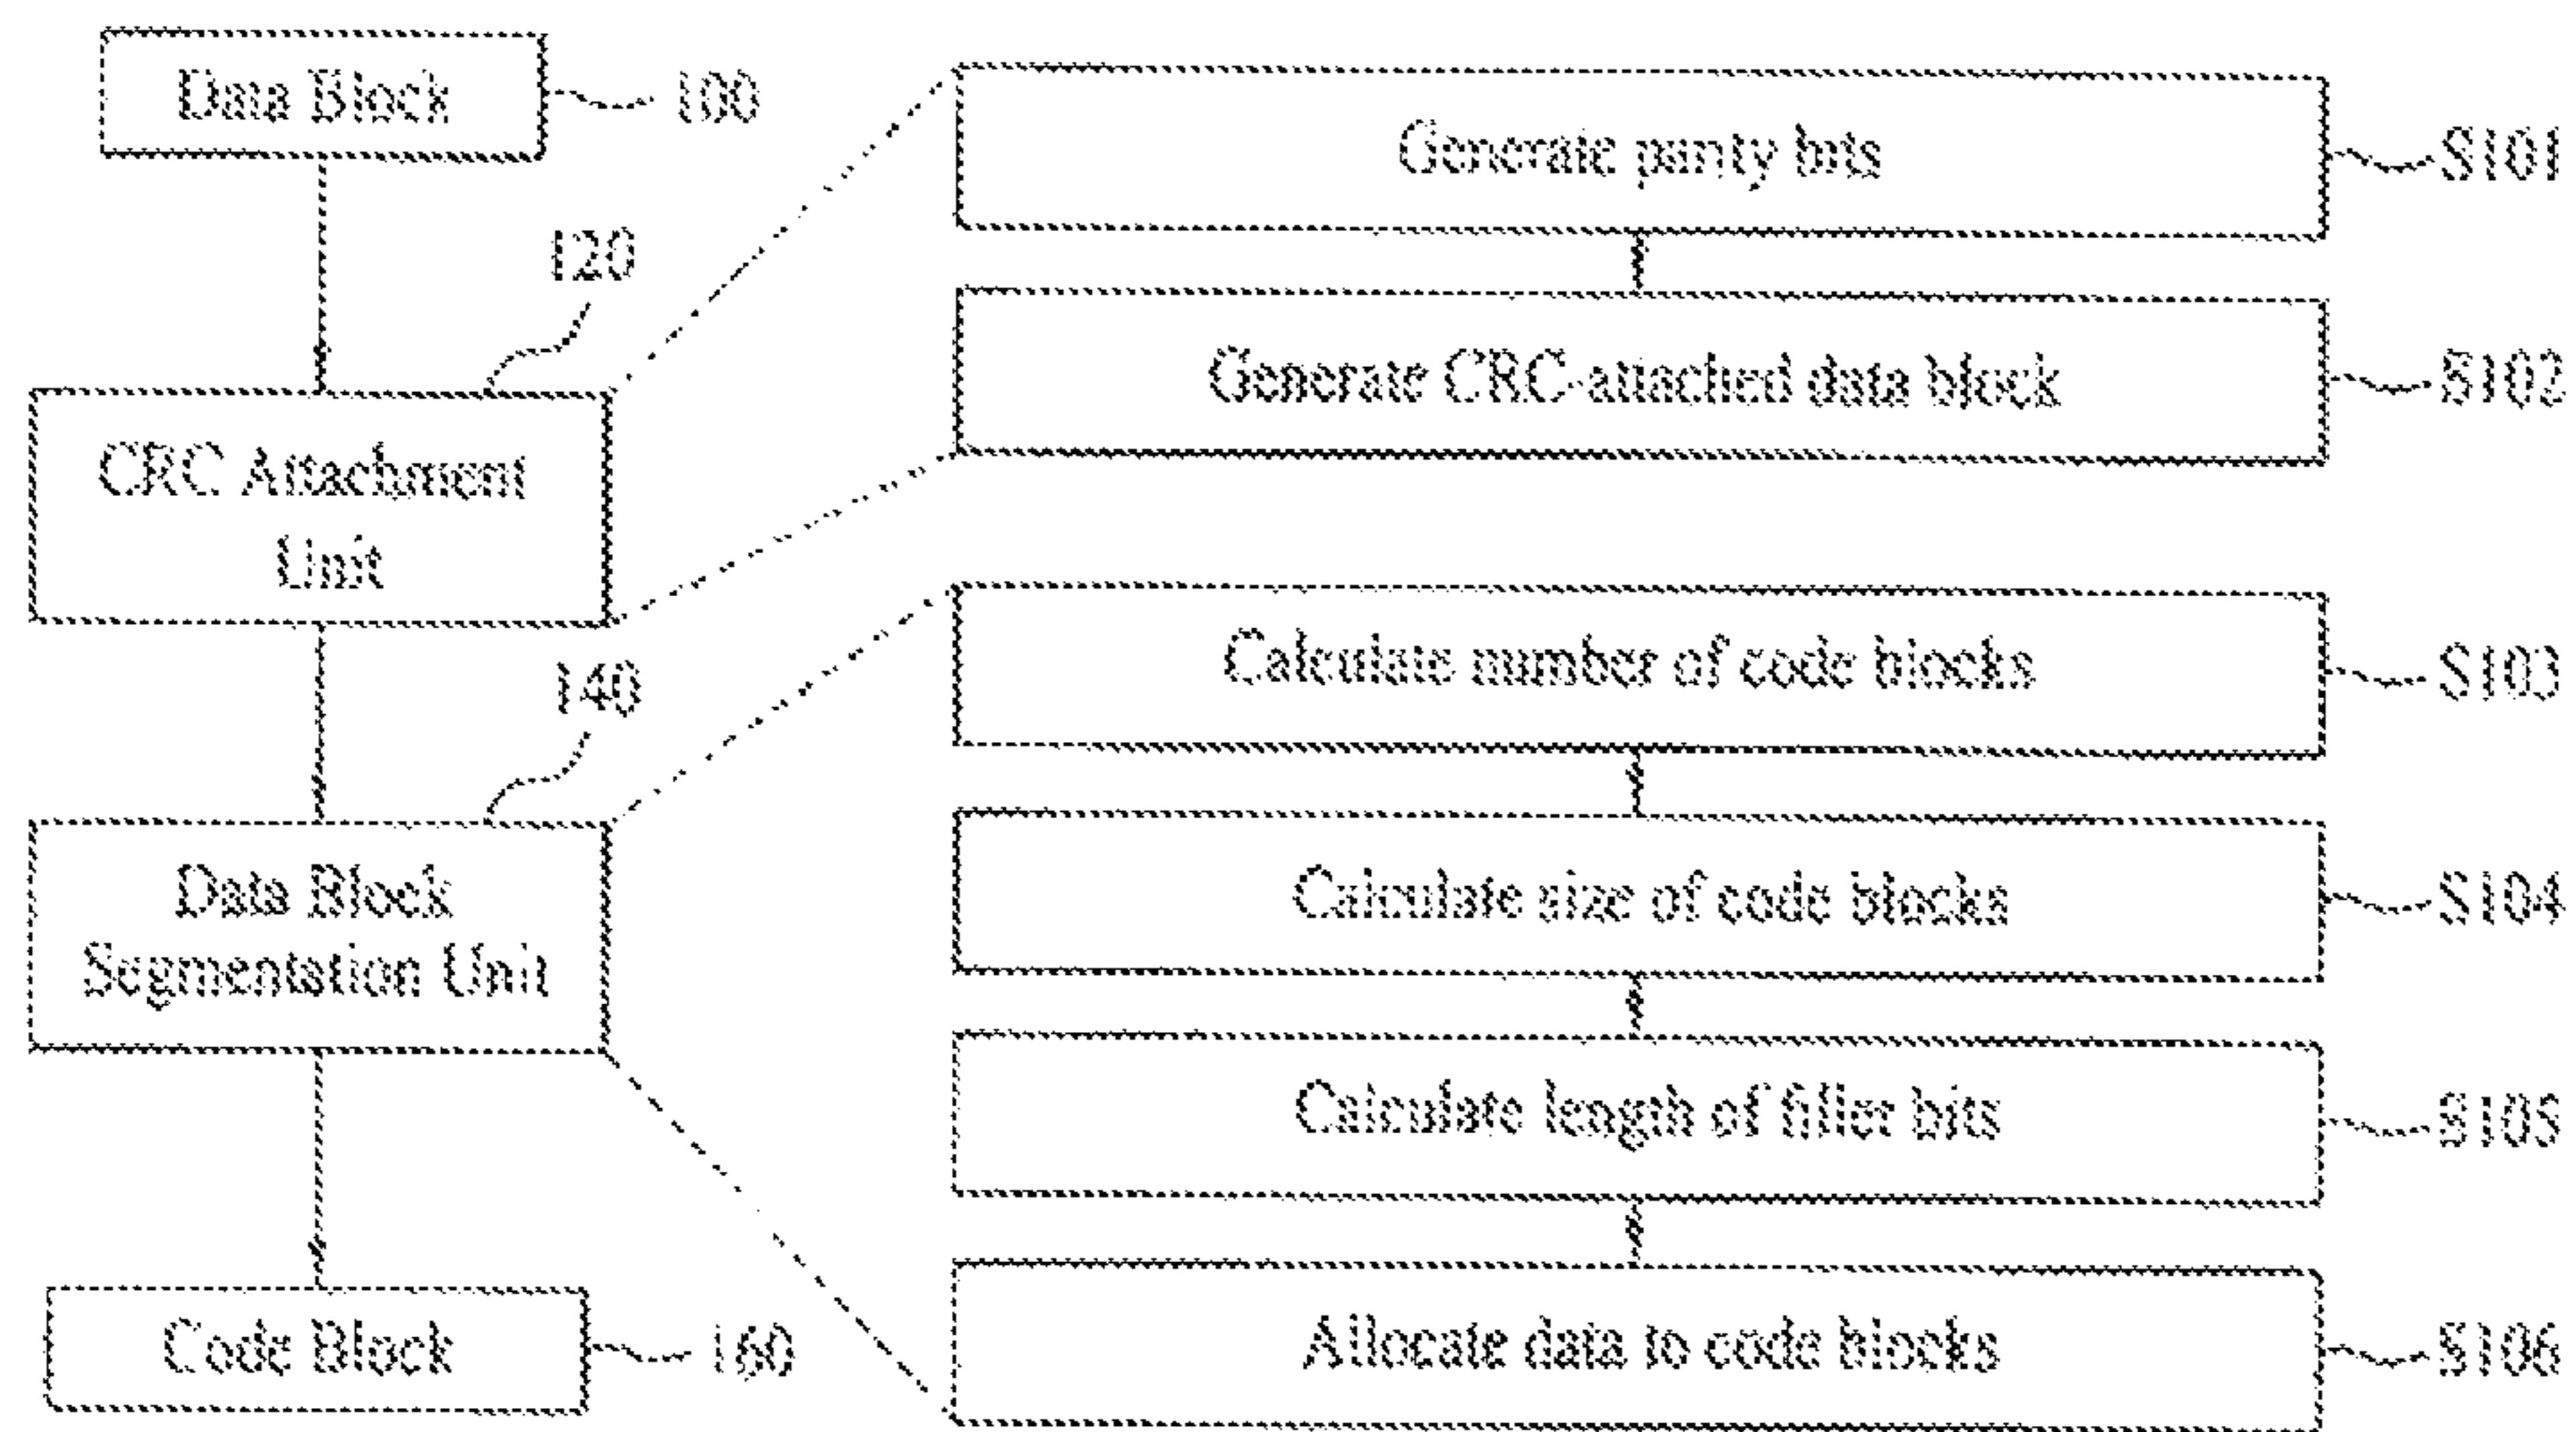 Data Block
100
120
CRC Attachment
Unit
140
Data Block
Segmentation Unit
Code Block
160
Generate parity bits
S101
Generate CRC-attached data block
S102
Calculate number of code blocks
S103
Calculate size of code blocks
S104
Calculate length of filler bits
S105
Allocate data to code blocks
S106